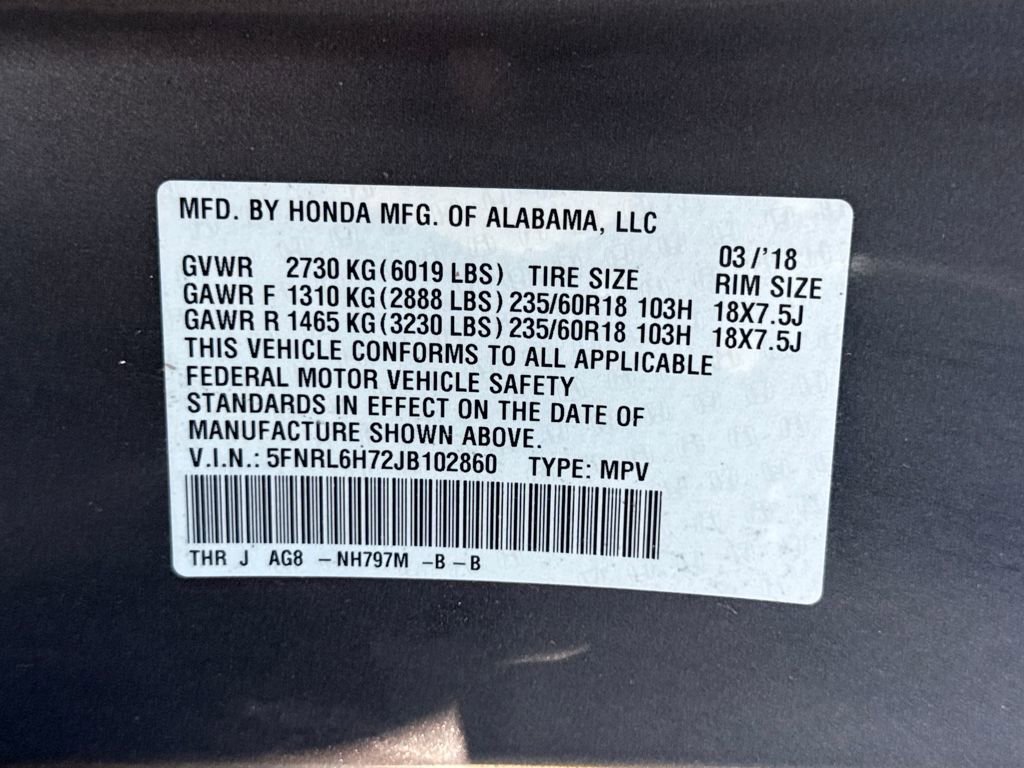 MFD. BY HONDA MFG. OF ALABAMA, LLC
03/'18
GVWR 2730 KG(6019 LBS) TIRE SIZE RIM SIZE
GAWR F 1310 KG(2888 LBS) 235/60R18 103H 18X7.5J
GAWR R 1465 KG(3230 LBS) 235/60R18 103H 18X7.5J
THIS VEHICLE CONFORMS TO ALL APPLICABLE
FEDERAL MOTOR VEHICLE SAFETY
STANDARDS IN EFFECT ON THE DATE OF
MANUFACTURE SHOWN ABOVE.
V.I.N.: 5FNRL6H72JB102860 TYPE: MPV
THR J AG8 -NH797M -B -B